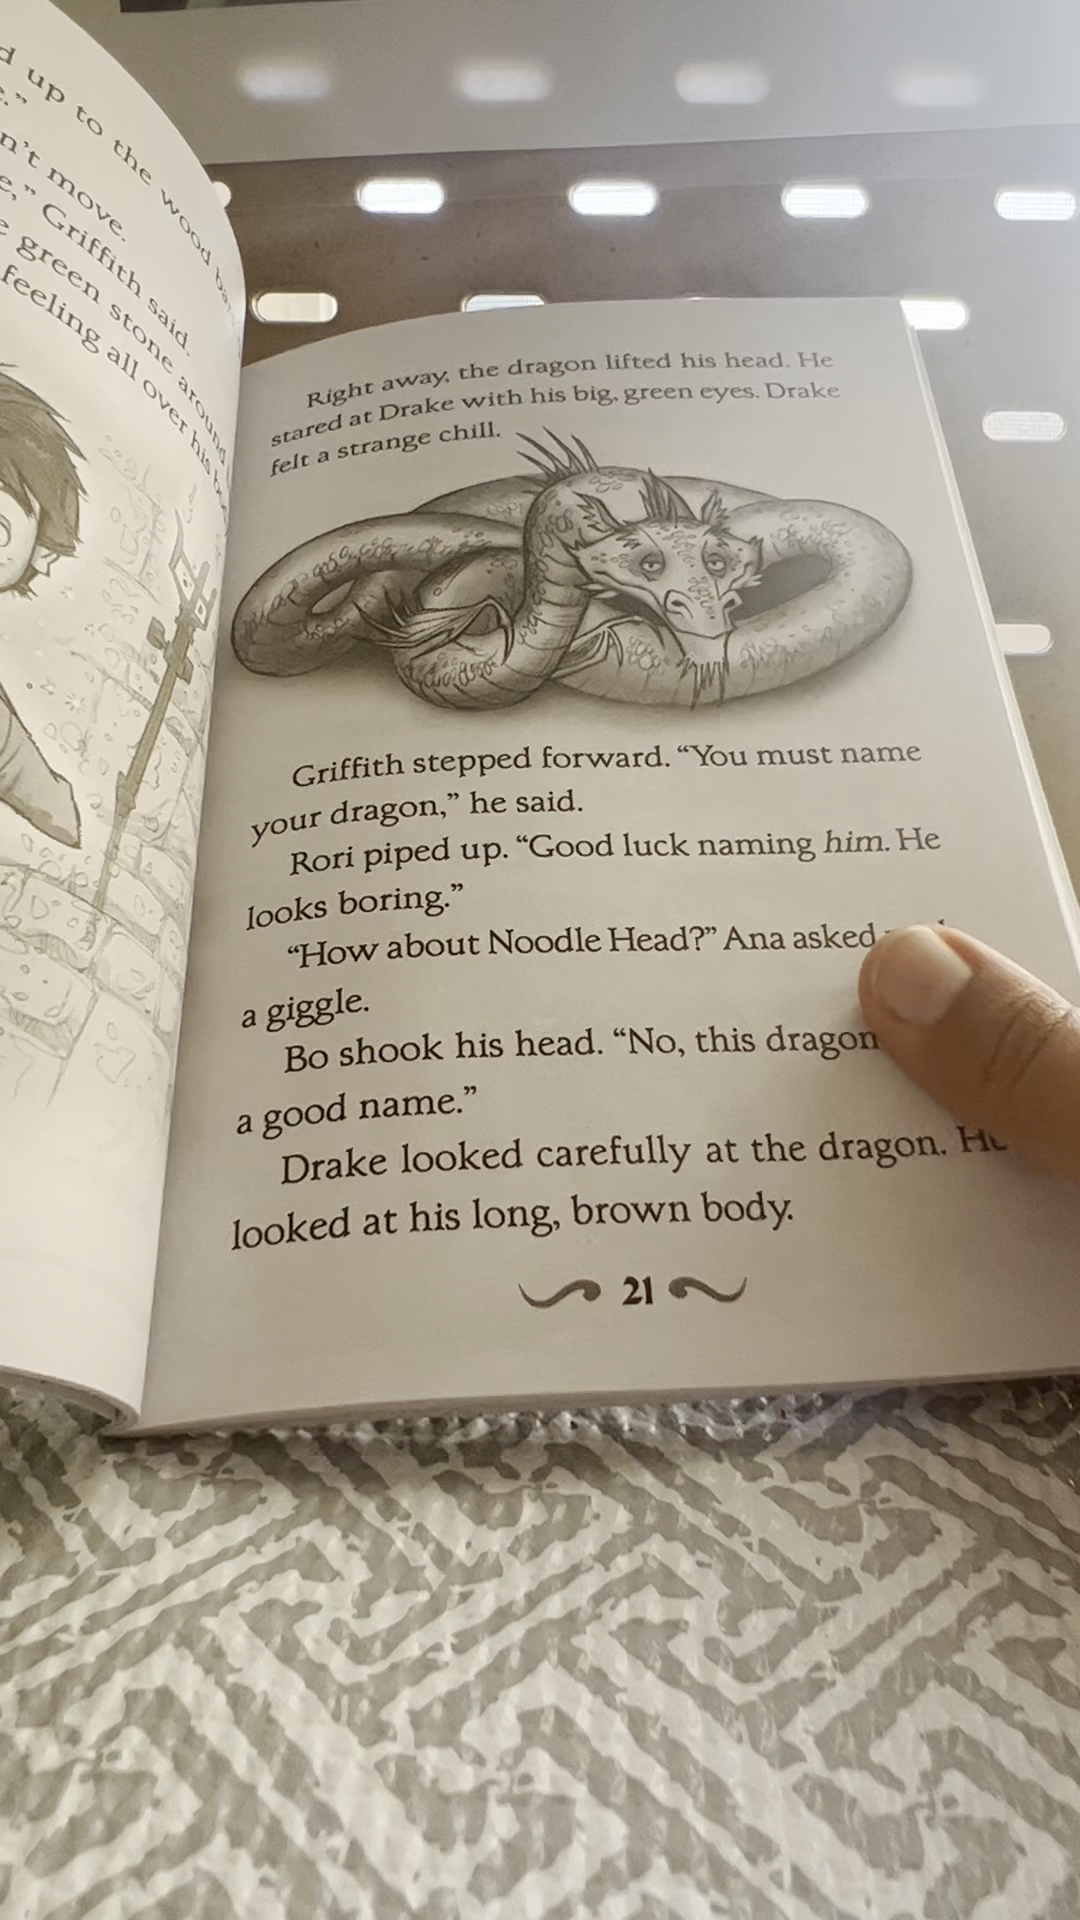 d up to the wood
e.”
n’t move.
e,” Griffith said.
e green stone around
feeling all over his
Right away, the dragon lifted his head. He
stared at Drake with his big, green eyes. Drake
felt a strange chill.
Griffith stepped forward. “You must name
your dragon,” he said.
Rori piped up. “Good luck naming him. He
looks boring.”
“How about Noodle Head?” Ana asked
a giggle.
Bo shook his head. “No, this dragon
a good name.”
Drake looked carefully at the dragon. He
looked at his long, brown body.
21